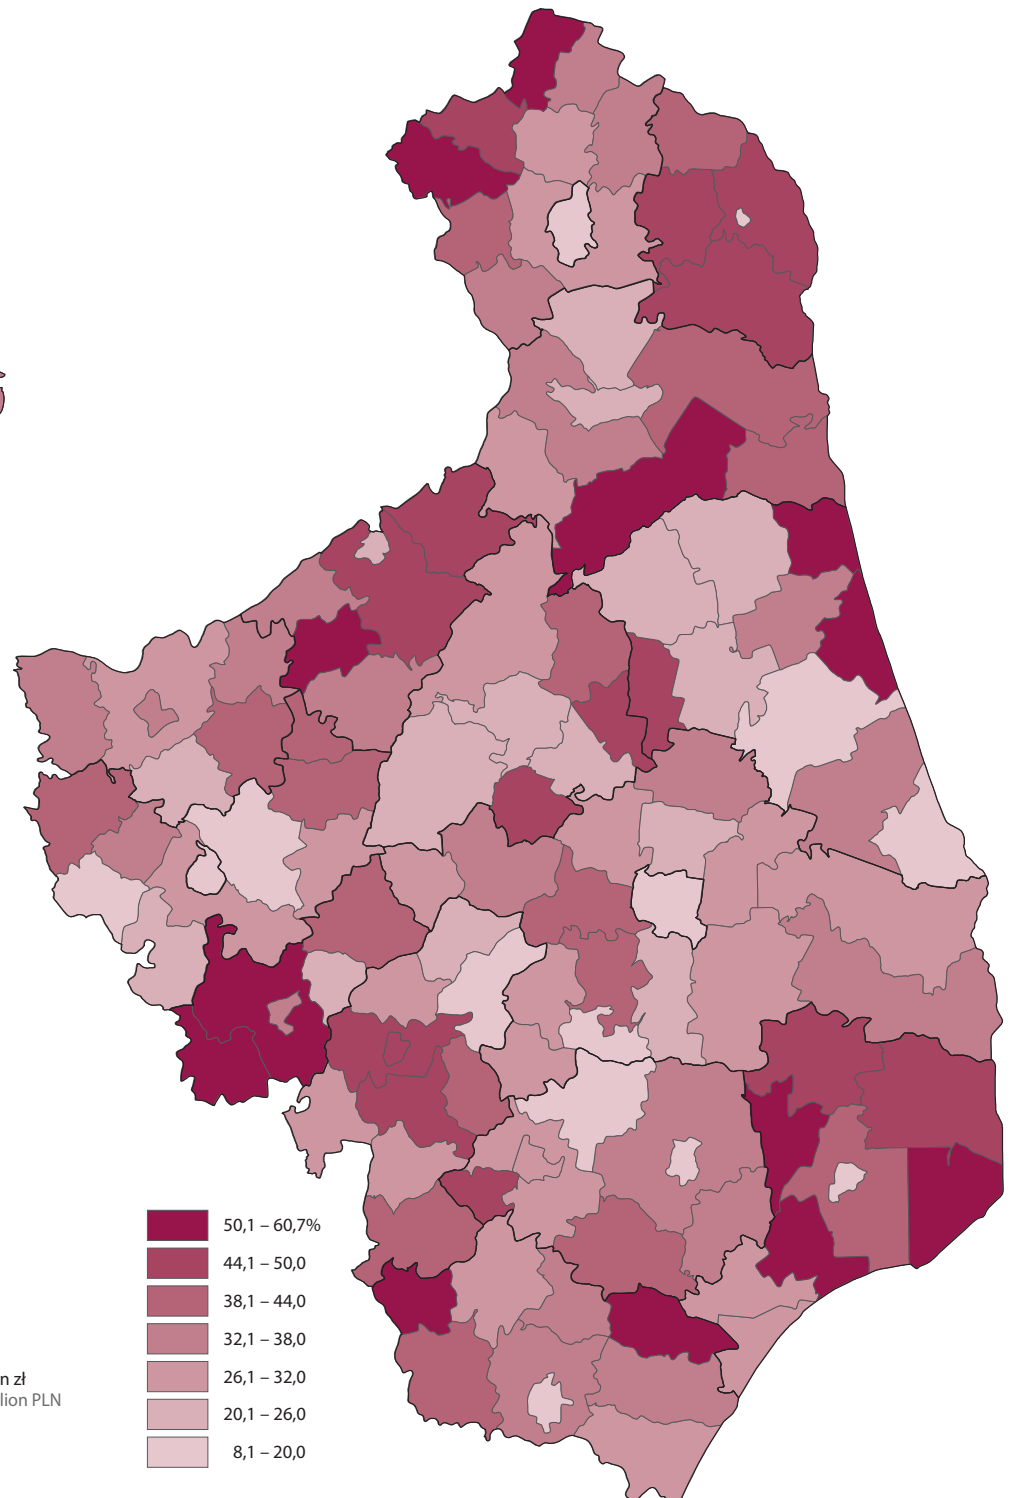 50,1 – 60,7%
44,1 – 50,0
38,1 – 44,0
32,1 – 38,0
26,1 – 32,0
20,1 – 26,0
8,1 – 20,0
n zł
lion PLN